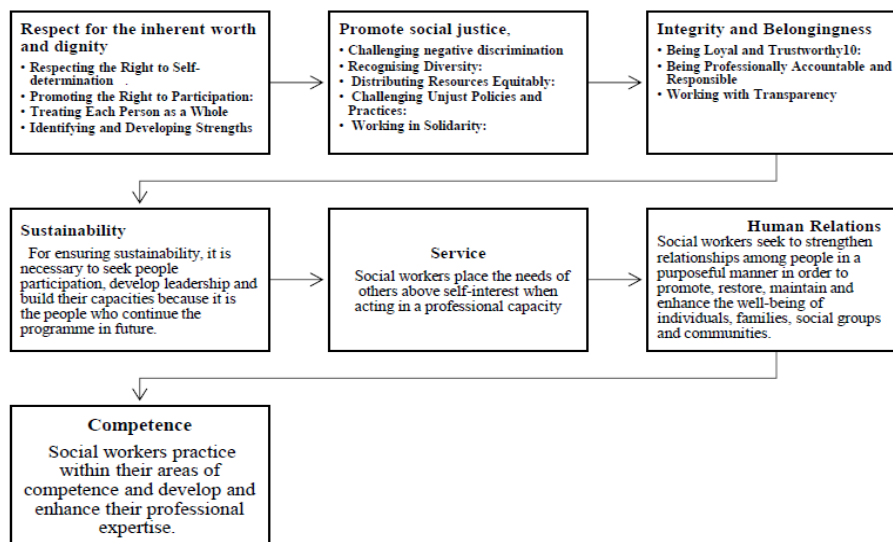 Respect for the inherent worth
and dignity
• Respecting the Right to Self-
determination .
• Promoting the Right to Participation:
• Treating Each Person as a Whole
• Identifying and Developing Strengths
Promote social justice,
• Challenging negative discrimination
• Recognising Diversity:
• Distributing Resources Equitably:
• Challenging Unjust Policies and
Practices:
• Working in Solidarity:
Integrity and Belongingness
• Being Loyal and Trustworthy10:
• Being Professionally Accountable and
Responsible
• Working with Transparency
Sustainability
For ensuring sustainability, it is
necessary to seek people
participation, develop leadership and
build their capacities because it is
the people who continue the
programme in future.
Service
Social workers place the needs of
others above self-interest when
acting in a professional capacity
Human Relations
Social workers seek to strengthen
relationships among people in a
purposeful manner in order to
promote, restore, maintain and
enhance the well-being of
individuals, families, social groups
and communities.
Competence
Social workers practice
within their areas of
competence and develop and
enhance their professional
expertise.